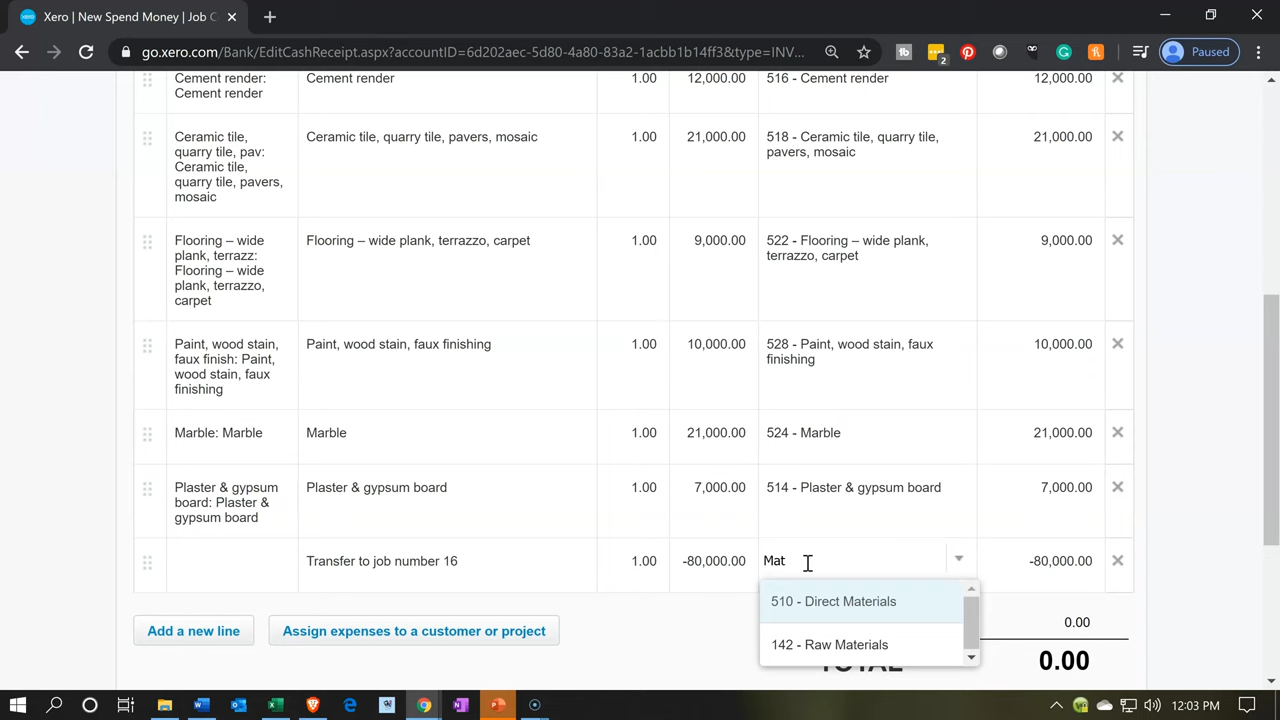 Xero | New Spend Money | Job C
go.xero.com/Bank/EditCashReceipt.aspx?accountID=6d202aec-5d80-4a80-83a2-1acbb1b14ff3&type=INV...
2
Paused
Cement render:
Cement render
Cement render
1.00
12,000.00
516 - Cement render
12,000.00
Ceramic tile,
quarry tile, pav:
Ceramic tile,
quarry tile, pavers,
mosaic
Ceramic tile, quarry tile, pavers, mosaic
1.00
21,000.00
518 - Ceramic tile, quarry tile,
pavers, mosaic
21,000.00
Flooring – wide
plank, terrazz:
Flooring – wide
plank, terrazzo,
carpet
Flooring – wide plank, terrazzo, carpet
1.00
9,000.00
522 - Flooring – wide plank,
terrazzo, carpet
9,000.00
Paint, wood stain,
faux finish: Paint,
wood stain, faux
finishing
Paint, wood stain, faux finishing
1.00
10,000.00
528 - Paint, wood stain, faux
finishing
10,000.00
Marble: Marble
Marble
1.00
21,000.00
524 - Marble
21,000.00
Plaster & gypsum
board: Plaster &
gypsum board
Plaster & gypsum board
1.00
7,000.00
514 - Plaster & gypsum board
7,000.00
Transfer to job number 16
1.00
-80,000.00
Mat
-80,000.00
510 - Direct Materials
142 - Raw Materials
Add a new line
Assign expenses to a customer or project
0.00
TOTAL
0.00
12:03 PM